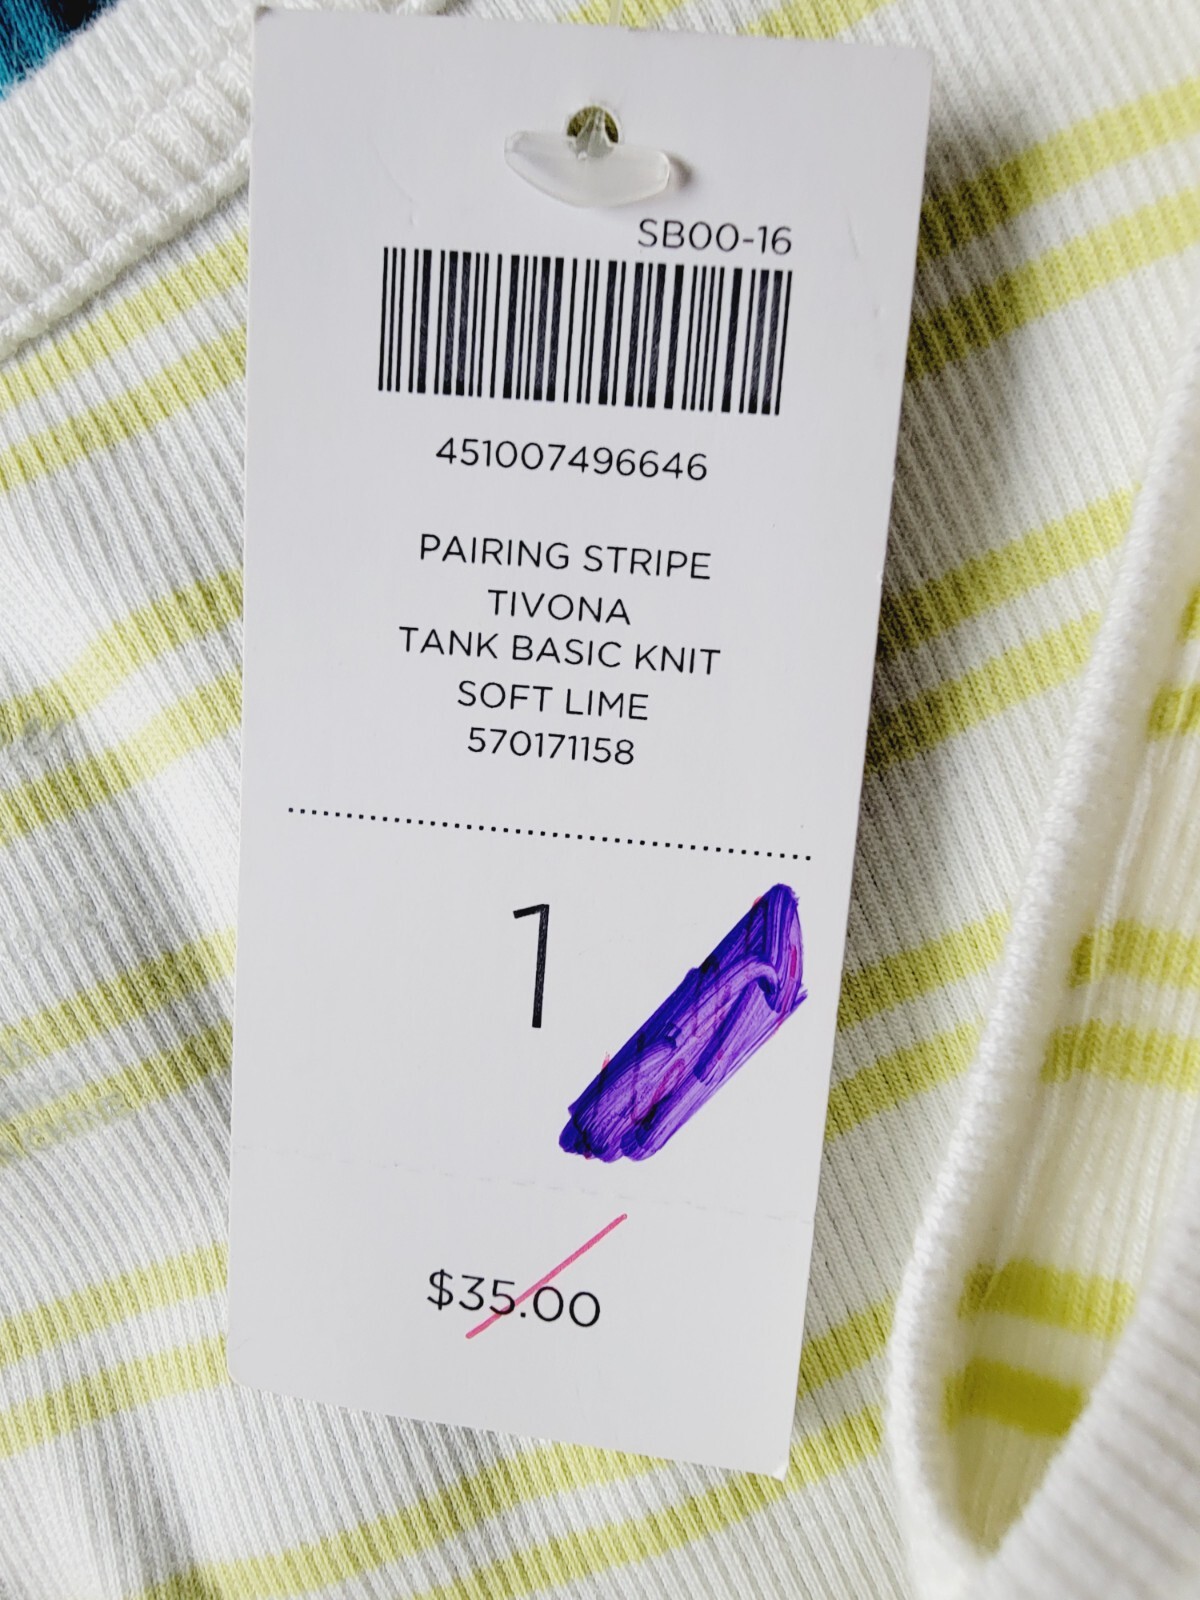 SB00-16
451007496646
PAIRING STRIPE
TIVONA
TANK BASIC KNIT
SOFT LIME
570171158
1
$35.00